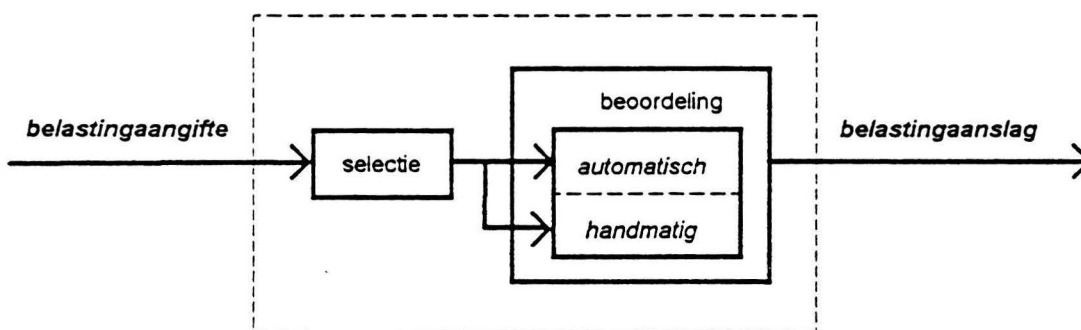 beoordeling
belastingaangifte
belastingaanslag
selectie
automatisch
handmatig